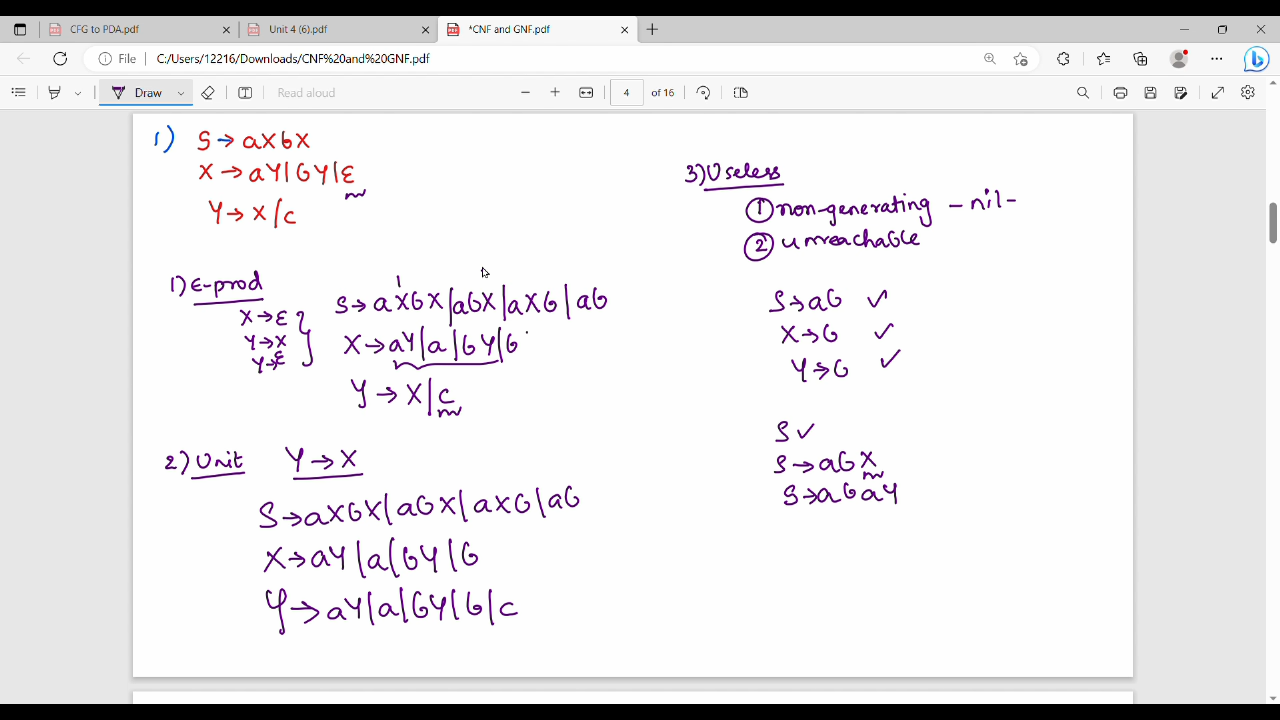 CFG to PDA.pdf
Unit 4 (6).pdf
*CNF and GNF.pdf
File C:/Users/12216/Downloads/CNF%20and%20GNF.pdf
Draw Read aloud 4 of 16
1) S → aXbX
X → aY|bY|ε
Y → X|c
1) ε-prod
X → ε
Y → X
Y → ε
S → aXbX|abX|aXb|ab
X → aY|a|bY|b
Y → X|c
2) Unit Y → X
S → aXbX|abX|aXb|ab
X → aY|a|bY|b
Y → aY|a|bY|b|c
3) Useless
① non-generating - nil -
② unreachable
S → ab ✓
X → b ✓
Y → b ✓
S ✓
S → abX
S → abaY